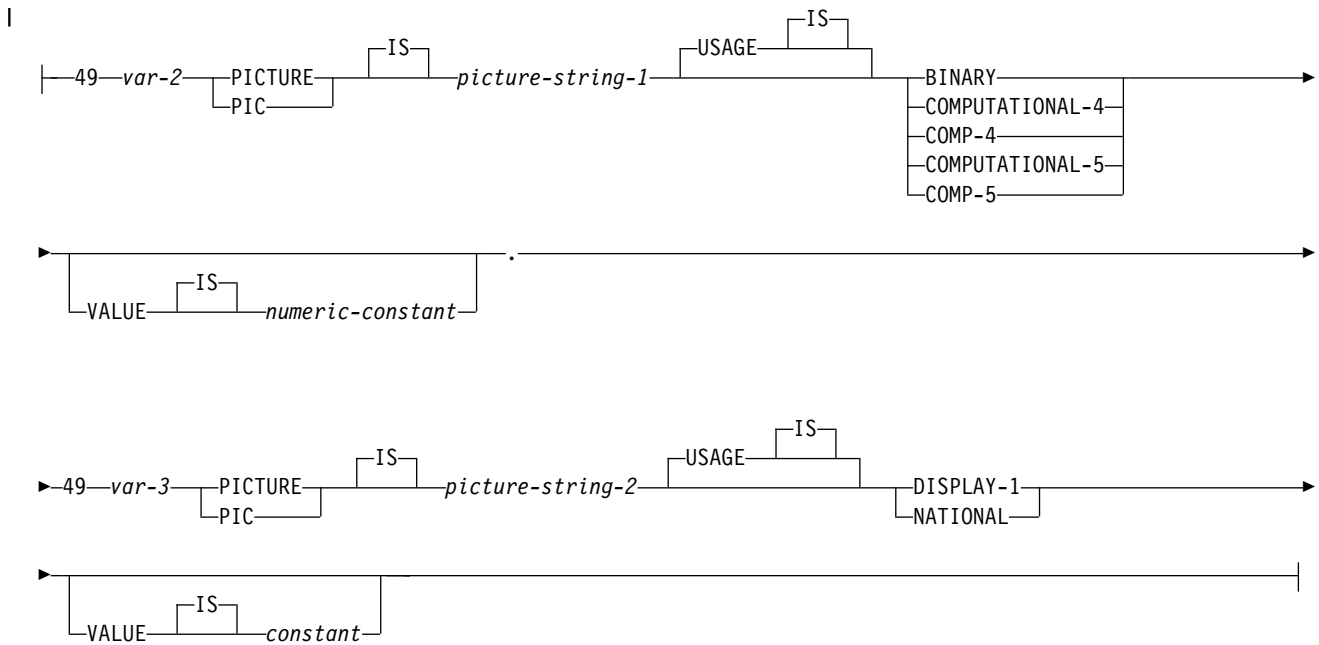 IS
IS USAGE
49 var-2 PICTURE picture-string-1 BINARY
PIC COMPUTATIONAL-4
COMP-4
COMPUTATIONAL-5
COMP-5
.
IS
VALUE numeric-constant
IS
IS USAGE
49 var-3 PICTURE picture-string-2 DISPLAY-1
PIC NATIONAL
IS
VALUE constant